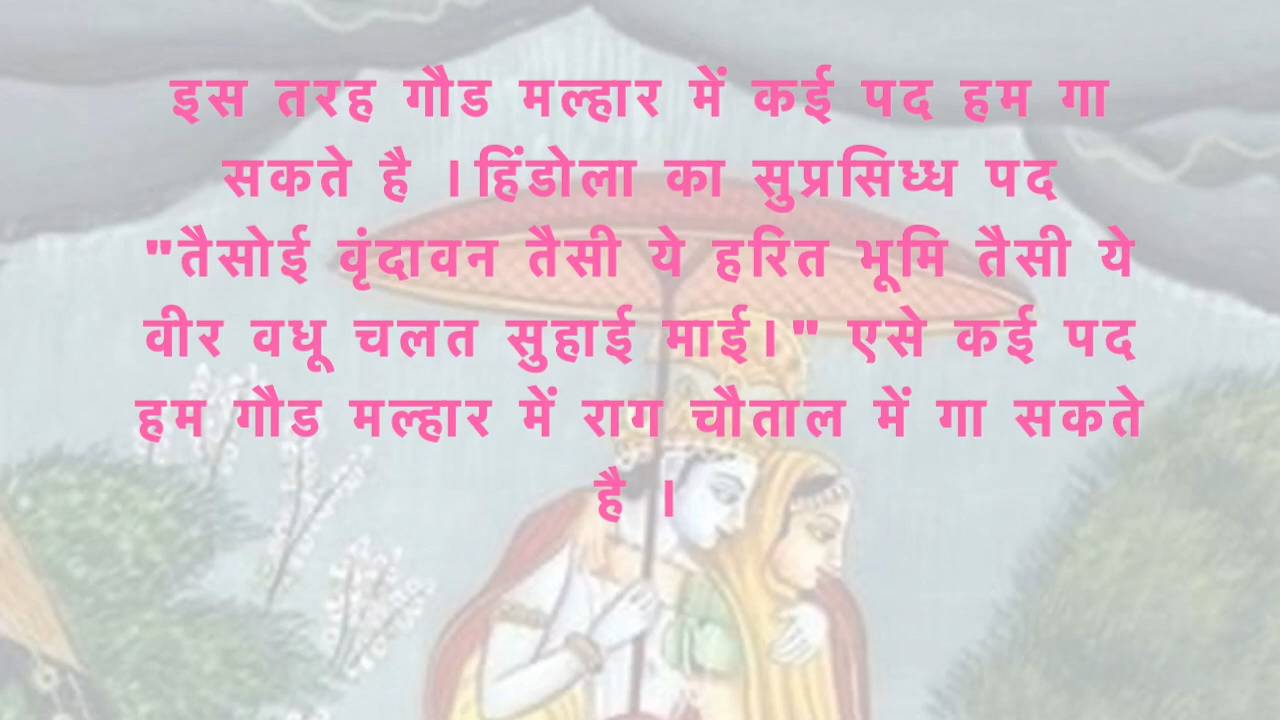 इस तरह गौड मल्हार में कई पद हम गा
सकते है ।हिंडोला का सुप्रसिध्ध पद
"तैसोई वृंदावन तैसी ये हरित भूमि तैसी ये
वीर वधू चलत सुहाई माई।" एसे कई पद
हम गौड मल्हार में राग चौताल में गा सकते
है ।